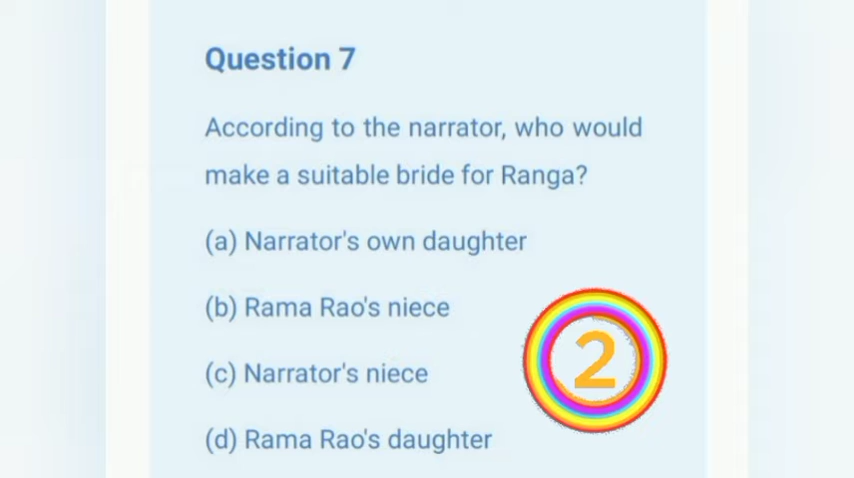 Question 7
According to the narrator, who would
make a suitable bride for Ranga?
(a) Narrator's own daughter
(b) Rama Rao's niece
(c) Narrator's niece
(d) Rama Rao's daughter
2